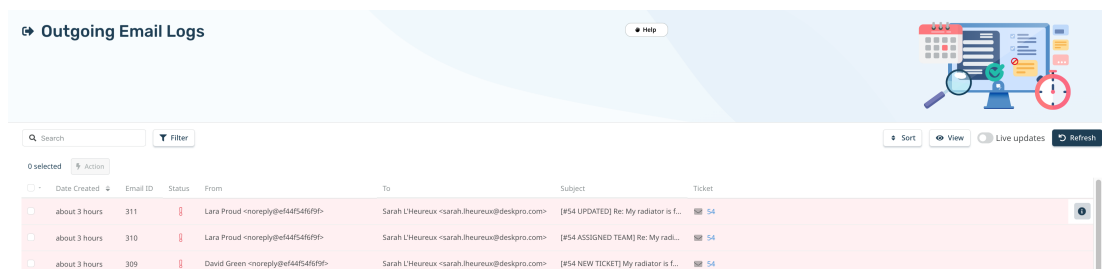 Outgoing Email Logs
Help
Search Filter Sort View Live updates Refresh
0 selected Action
Date Created Email ID Status From To Subject Ticket
about 3 hours 311 Lara Proud <noreply@ef44f54f6f9f> Sarah L'Heureux <sarah.lheureux@deskpro.com> [#54 UPDATED] Re: My radiator is f... 54
about 3 hours 310 Lara Proud <noreply@ef44f54f6f9f> Sarah L'Heureux <sarah.lheureux@deskpro.com> [#54 ASSIGNED TEAM] Re: My radi... 54
about 3 hours 309 David Green <noreply@ef44f54f6f9f> Sarah L'Heureux <sarah.lheureux@deskpro.com> [#54 NEW TICKET] My radiator is f... 54